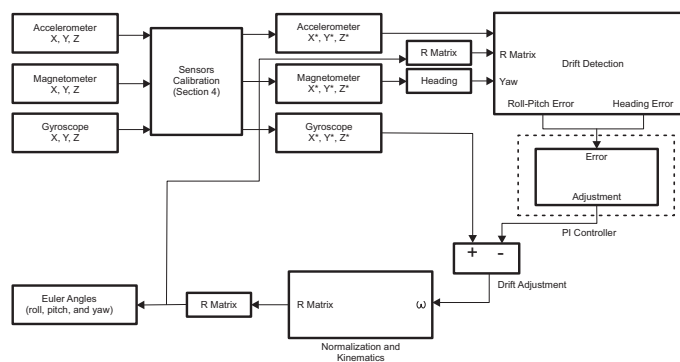 Accelerometer
X, Y, Z
Magnetometer
X, Y, Z
Gyroscope
X, Y, Z
Sensors
Calibration
(Section 4)
Accelerometer
X*, Y*, Z*
Magnetometer
X*, Y*, Z*
Gyroscope
X*, Y*, Z*
R Matrix
Heading
R Matrix
Yaw
Drift Detection
Roll-Pitch Error
Heading Error
Error
Adjustment
PI Controller
+
-
Drift Adjustment
Euler Angles
(roll, pitch, and yaw)
R Matrix
R Matrix
ω
Normalization and
Kinematics